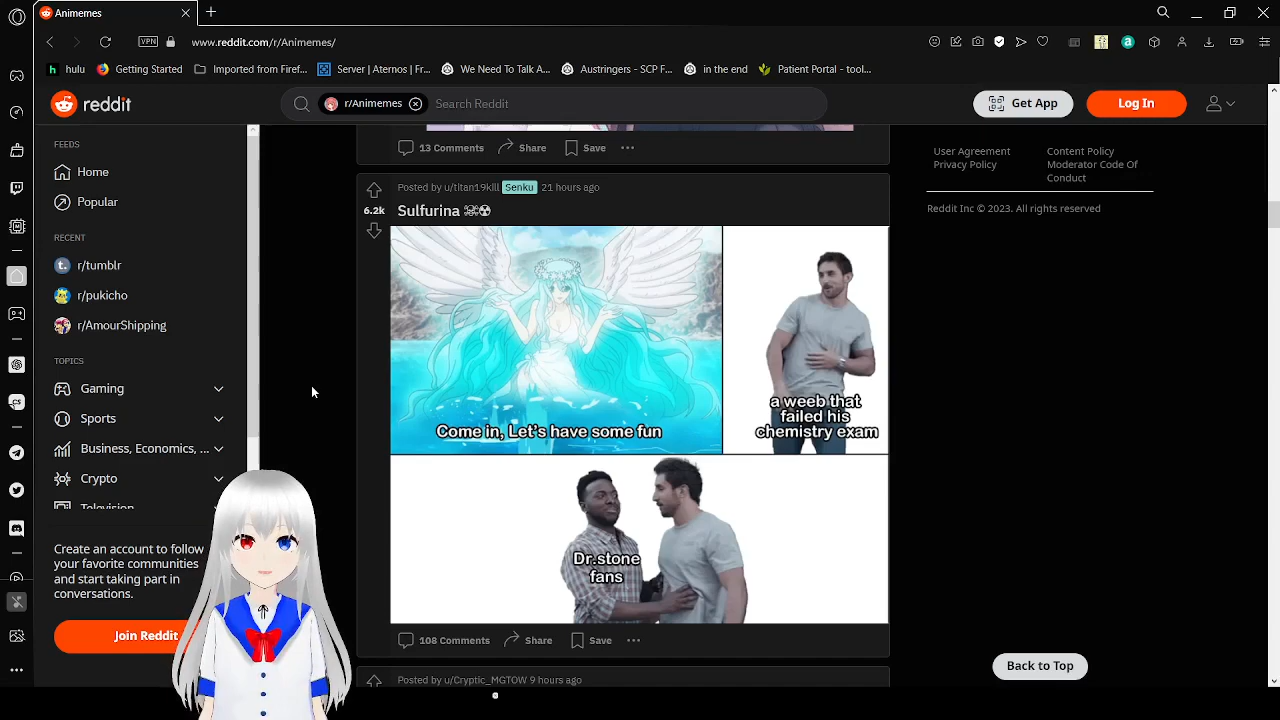 Animemes
VPN
www.reddit.com/r/Animemes/
h hulu
Getting Started
Imported from Firef...
Server | Aternos | Fr...
We Need To Talk A...
Austringers - SCP F...
in the end
Patient Portal - tool...
reddit
r/Animemes
Search Reddit
Get App
Log In
FEEDS
Home
Popular
RECENT
r/tumblr
r/pukicho
r/AmourShipping
TOPICS
Gaming
Sports
Business, Economics, ...
Crypto
Television
Create an account to follow
your favorite communities
and start taking part in
conversations.
Join Reddit
13 Comments
Share
Save
Posted by u/titan19kill Senku 21 hours ago
6.2k
Sulfurina ☠☢
Come in, Let's have some fun
a weeb that
failed his
chemistry exam
Dr.stone
fans
108 Comments
Share
Save
Posted by u/Cryptic_MGTOW 9 hours ago
User Agreement
Privacy Policy
Content Policy
Moderator Code Of
Conduct
Reddit Inc © 2023. All rights reserved
Back to Top